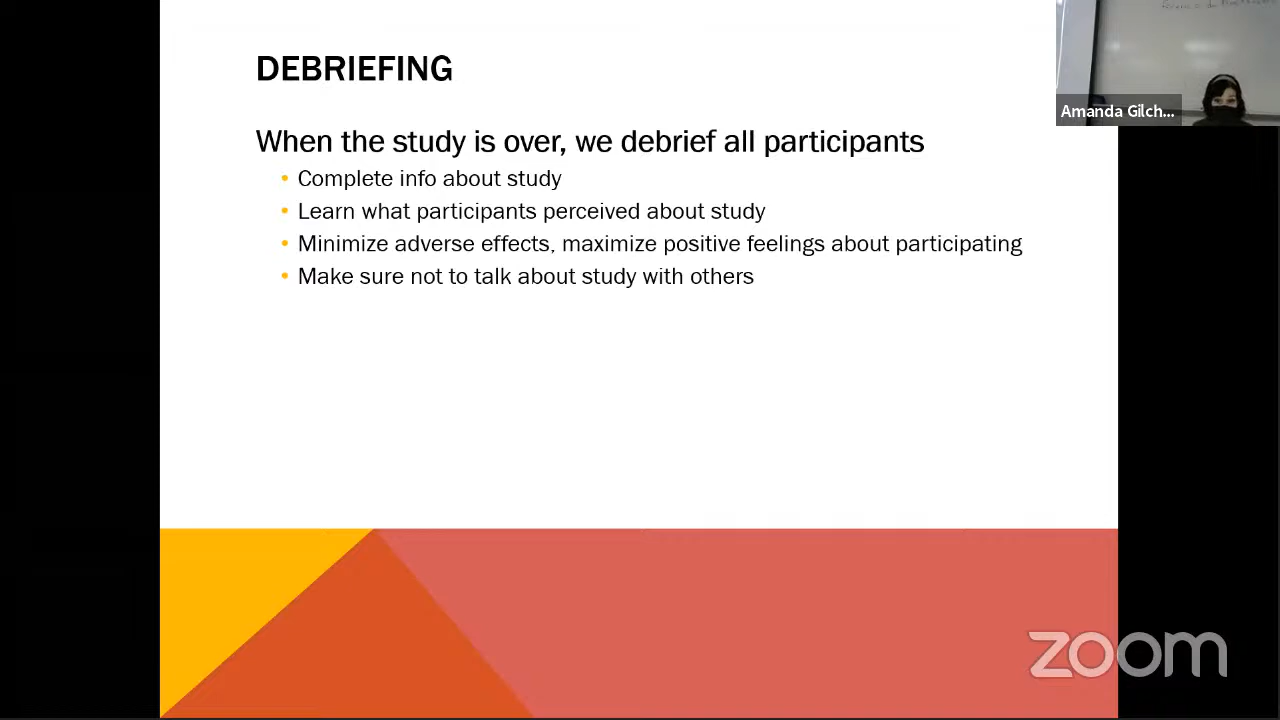 DEBRIEFING
When the study is over, we debrief all participants
• Complete info about study
• Learn what participants perceived about study
• Minimize adverse effects, maximize positive feelings about participating
• Make sure not to talk about study with others
Amanda Gilch...
zoom